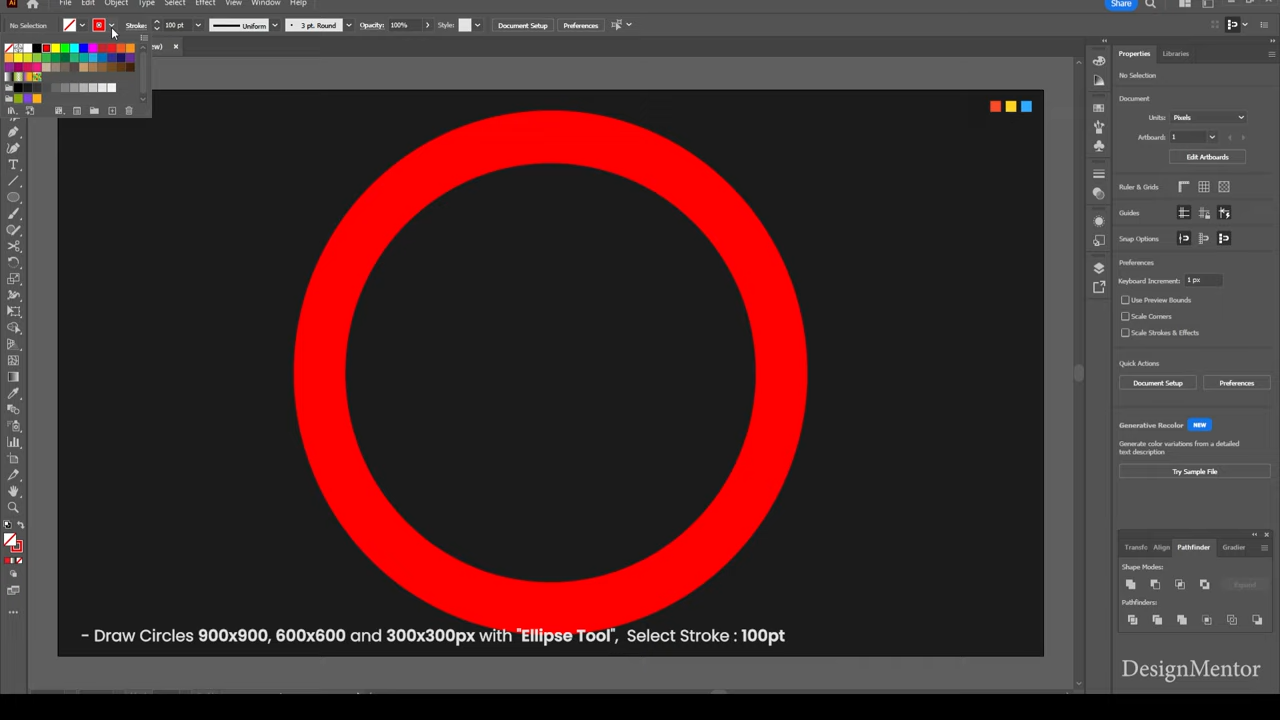 Ai File Edit Object Type Select Effect View Window Help Share
No Selection Stroke: 100 pt Uniform 3 pt. Round Opacity: 100% Style: Document Setup Preferences
Properties Libraries
No Selection
Document
Units: Pixels
Artboard: 1
Edit Artboards
Ruler & Grids
Guides
Snap Options
Preferences
Keyboard Increment: 1 px
Use Preview Bounds
Scale Corners
Scale Strokes & Effects
Quick Actions
Document Setup Preferences
Generative Recolor NEW
Generate color variations from a detailed
text description
Try Sample File
Transfo Align Pathfinder Gradier
Shape Modes:
Expand
Pathfinders:
- Draw Circles 900x900, 600x600 and 300x300px with "Ellipse Tool", Select Stroke : 100pt
DesignMentor